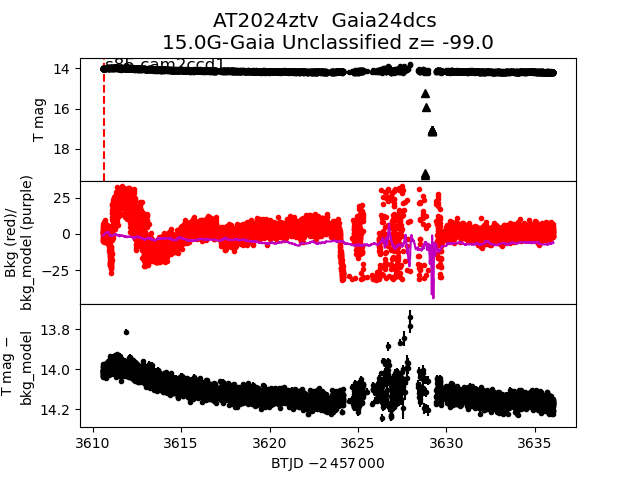 AT2024ztv  Gaia24dcs
15.0G-Gaia Unclassified z= -99.0
s86 cam2ccd1
T mag
14
16
18
Bkg (red)/
bkg_model (purple)
25
0
−25
T mag −
bkg_model
13.8
14.0
14.2
3610 3615 3620 3625 3630 3635
BTJD −2 457 000